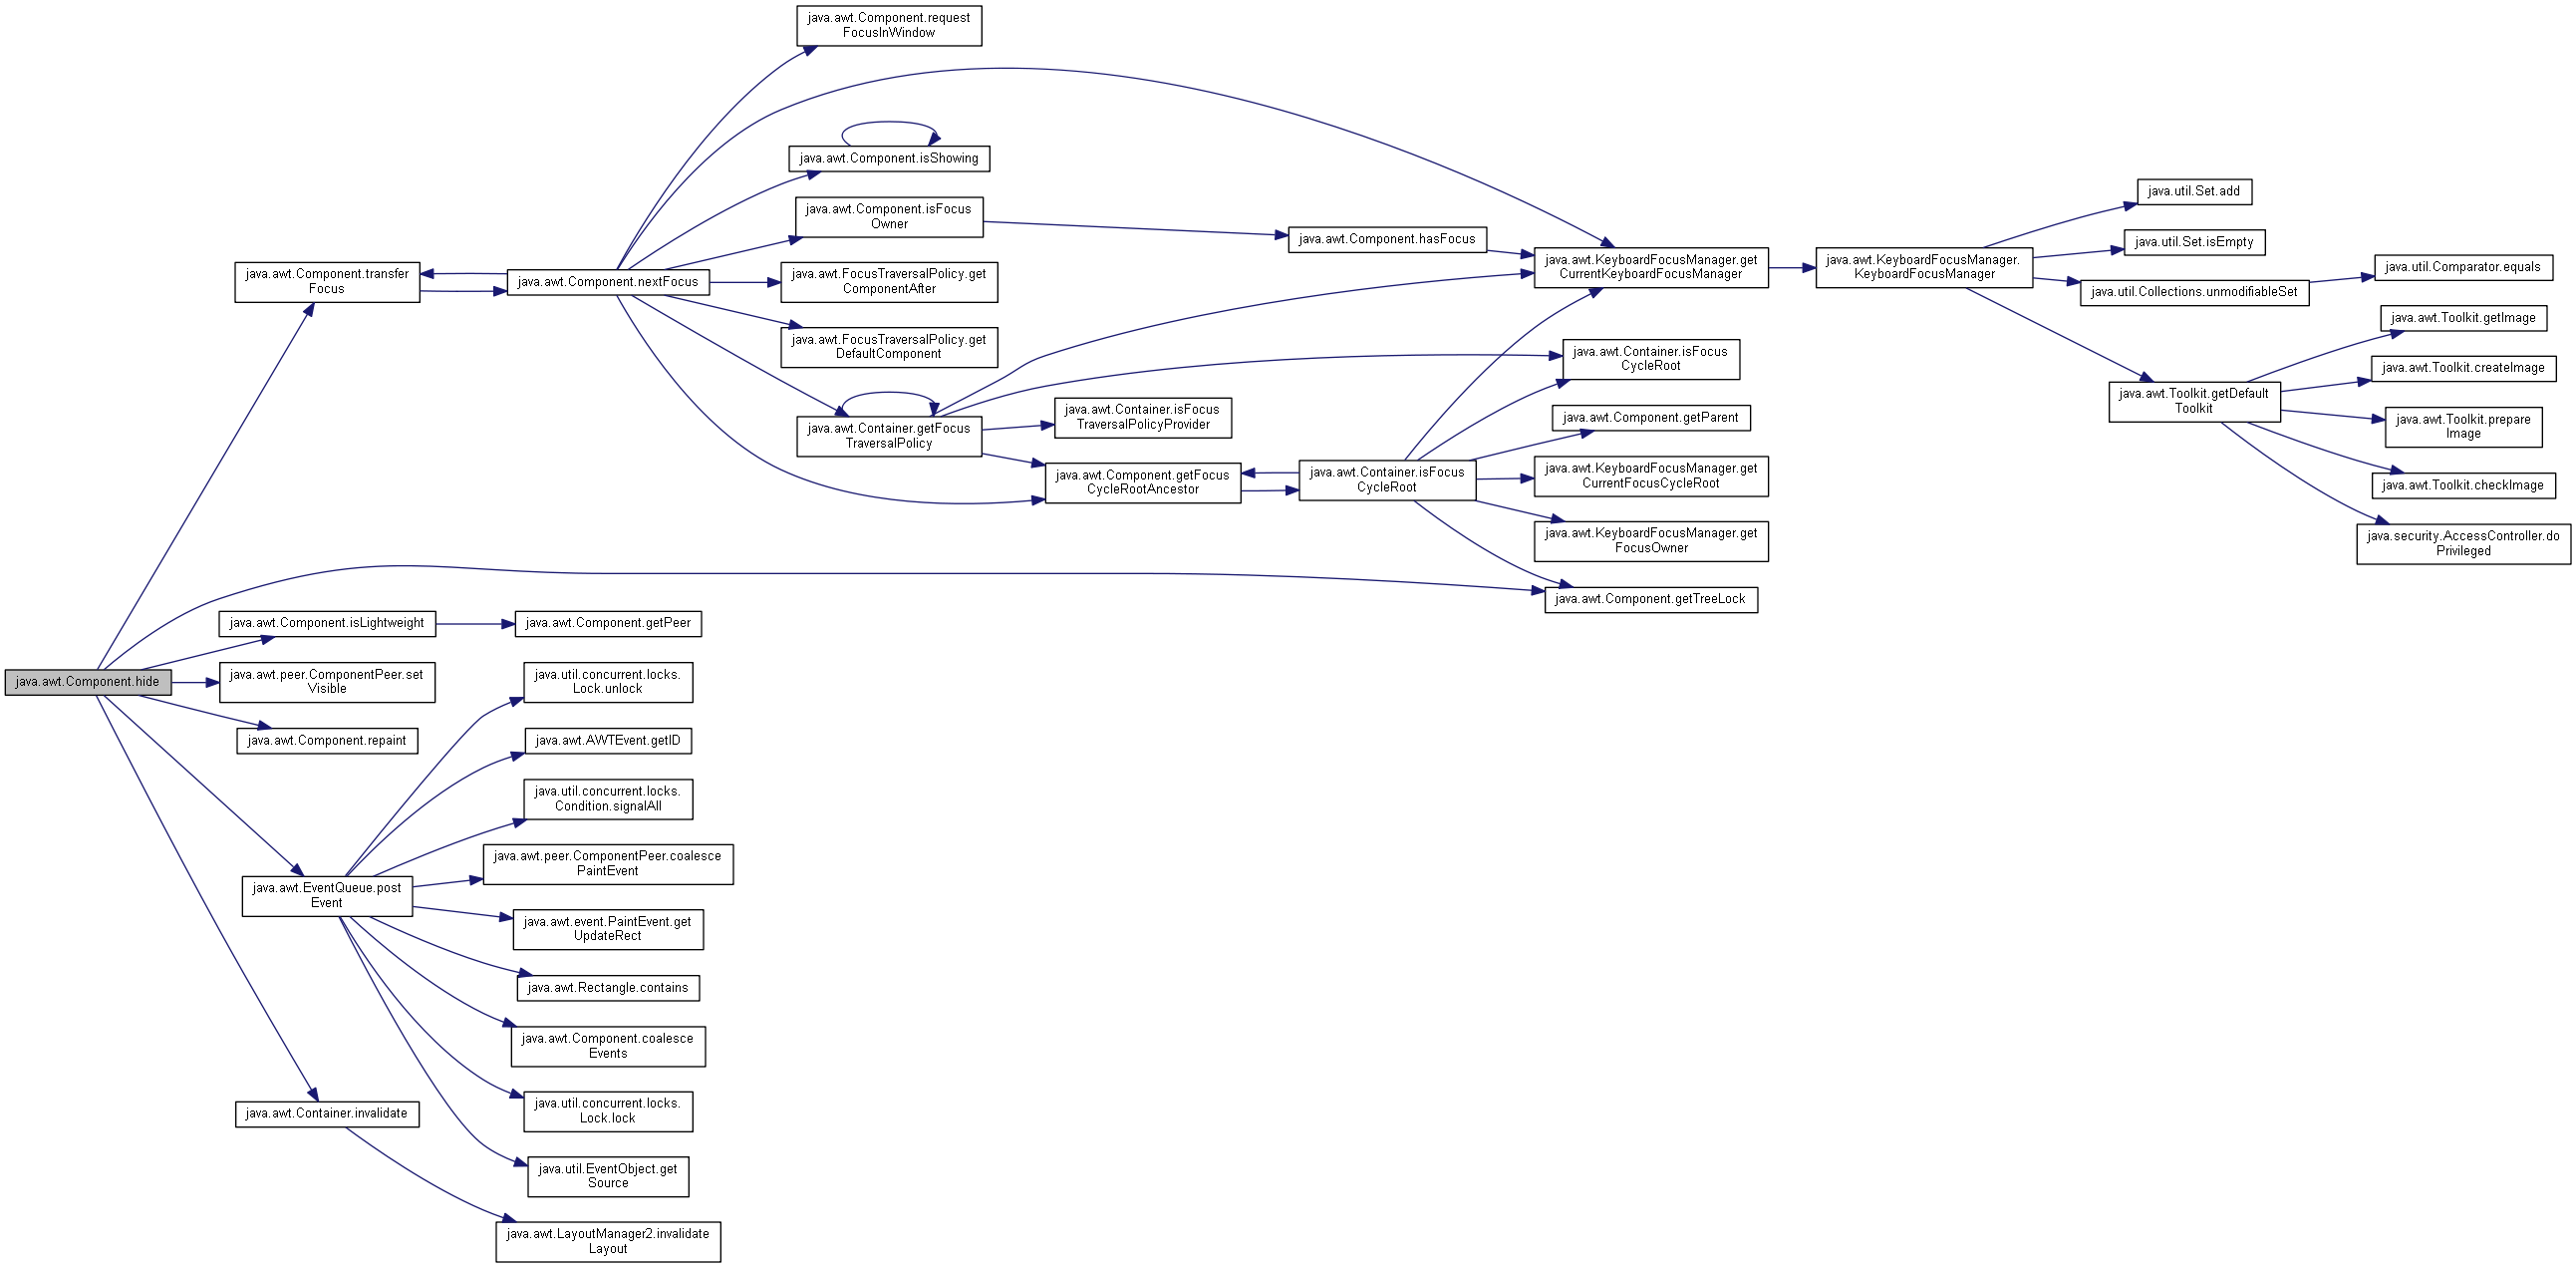 java.awt.Component.request
FocusInWindow
java.awt.Component.isShowing
java.awt.Component.isFocus
Owner
java.awt.Component.transfer
Focus
java.awt.Component.nextFocus
java.awt.FocusTraversalPolicy.get
ComponentAfter
java.awt.FocusTraversalPolicy.get
DefaultComponent
java.awt.Container.getFocus
TraversalPolicy
java.awt.Container.isFocus
TraversalPolicyProvider
java.awt.Component.getFocus
CycleRootAncestor
java.awt.Component.hasFocus
java.awt.Container.isFocus
CycleRoot
java.awt.KeyboardFocusManager.get
CurrentKeyboardFocusManager
java.awt.Container.isFocus
CycleRoot
java.awt.Component.getParent
java.awt.KeyboardFocusManager.get
CurrentFocusCycleRoot
java.awt.KeyboardFocusManager.get
FocusOwner
java.awt.Component.getTreeLock
java.awt.KeyboardFocusManager.
KeyboardFocusManager
java.util.Set.add
java.util.Set.isEmpty
java.util.Collections.unmodifiableSet
java.util.Comparator.equals
java.awt.Toolkit.getDefault
Toolkit
java.awt.Toolkit.getImage
java.awt.Toolkit.createImage
java.awt.Toolkit.prepare
Image
java.awt.Toolkit.checkImage
java.security.AccessController.do
Privileged
java.awt.Component.hide
java.awt.Component.isLightweight
java.awt.Component.getPeer
java.awt.peer.ComponentPeer.set
Visible
java.awt.Component.repaint
java.awt.EventQueue.post
Event
java.util.concurrent.locks.
Lock.unlock
java.awt.AWTEvent.getID
java.util.concurrent.locks.
Condition.signalAll
java.awt.peer.ComponentPeer.coalesce
PaintEvent
java.awt.event.PaintEvent.get
UpdateRect
java.awt.Rectangle.contains
java.awt.Component.coalesce
Events
java.util.concurrent.locks.
Lock.lock
java.util.EventObject.get
Source
java.awt.Container.invalidate
java.awt.LayoutManager2.invalidate
Layout